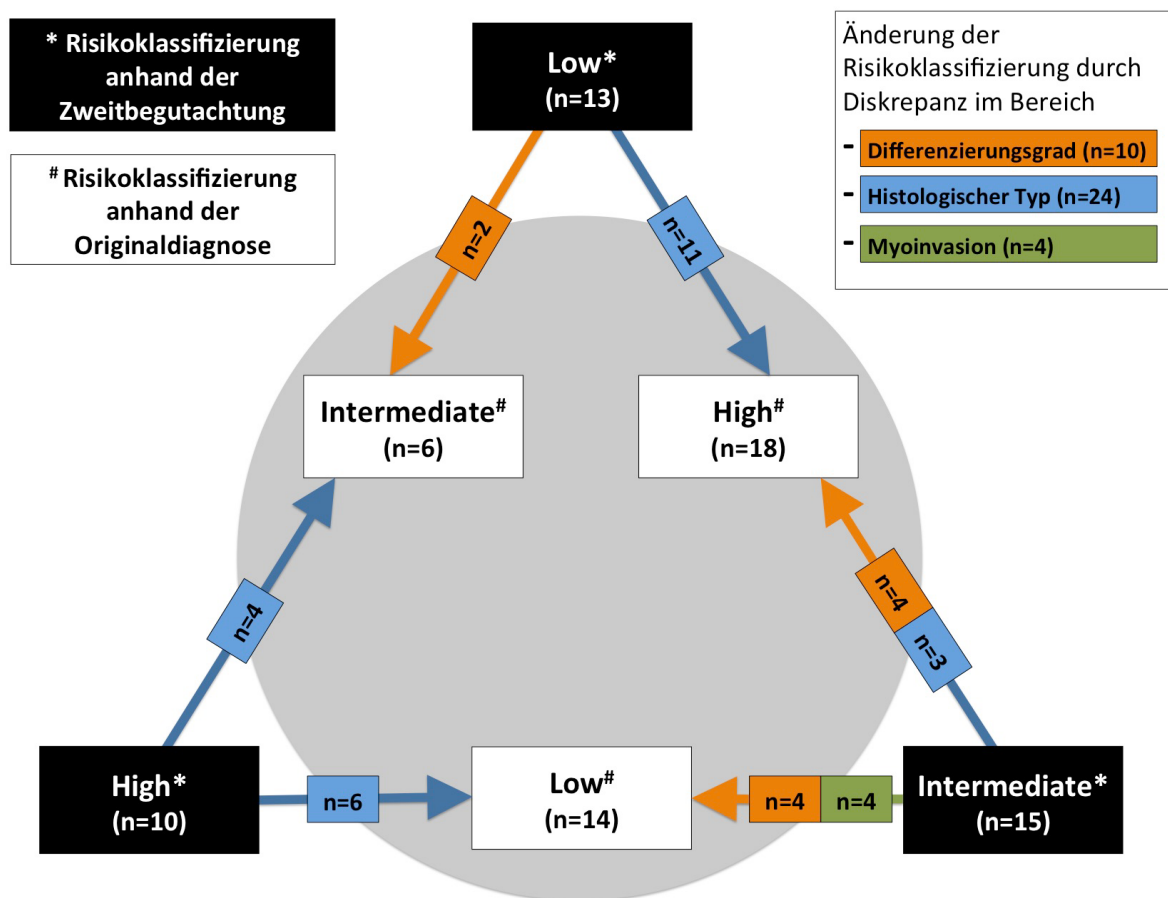 * Risikoklassifizierung
anhand der
Zweitbegutachtung
# Risikoklassifizierung
anhand der
Originaldiagnose
Low*
(n=13)
Änderung der
Risikoklassifizierung durch
Diskrepanz im Bereich
- Differenzierungsgrad (n=10)
- Histologischer Typ (n=24)
- Myoinvasion (n=4)
n=2
n=11
Intermediate#
(n=6)
High#
(n=18)
n=4
n=4
n=3
High*
(n=10)
n=6
Low#
(n=14)
n=4
n=4
Intermediate*
(n=15)